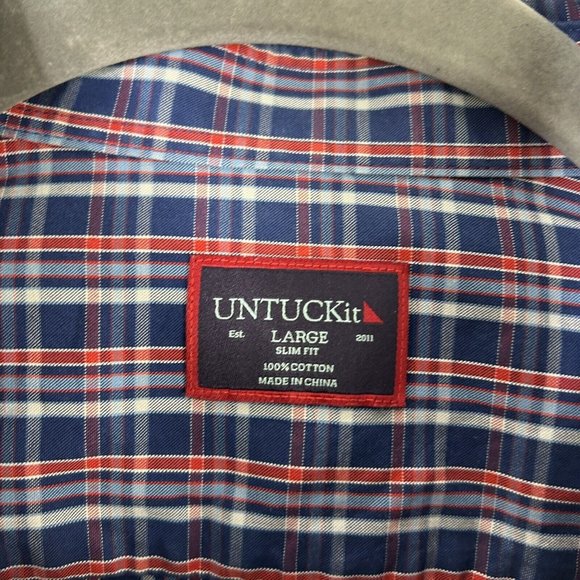 UNTUCKit
Est. LARGE 2011
SLIM FIT
100% COTTON
MADE IN CHINA